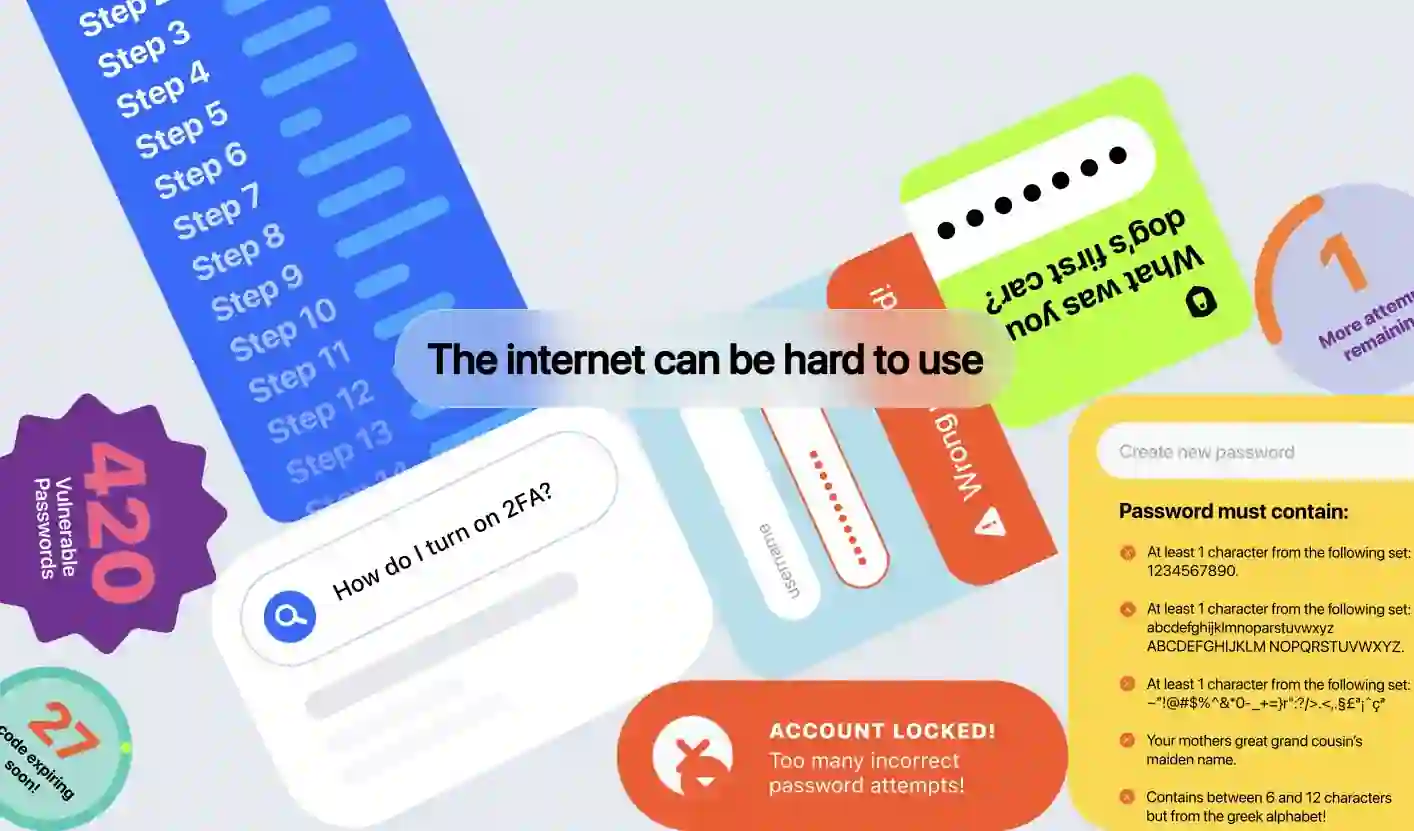 Step 2
Step 3
Step 4
Step 5
Step 6
Step 7
Step 8
Step 9
Step 10
Step 11
Step 12
Step 13
What was you
dog's first car?
1
More
remaining
The internet can be hard to use
Wrong
username
How do I turn on 2FA?
420
Vulnerable
Passwords
27
code expiring
soon!
ACCOUNT LOCKED!
Too many incorrect
password attempts!
Create new password
Password must contain:
At least 1 character from the following set:
1234567890.
At least 1 character from the following set:
abcdefghijklmnoparstuvwxyz
ABCDEFGHIJKLM NOPQRSTUVWXYZ.
At least 1 character from the following set:
Your mothers great grand cousin's
maiden name.
Contains between 6 and 12 characters
but from the greek alphabet!